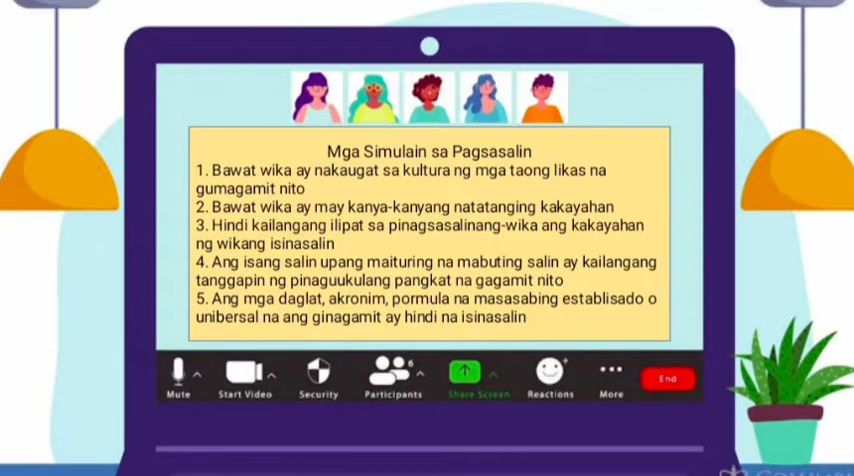 Mga Simulain sa Pagsasalin
1. Bawat wika ay nakaugat sa kultura ng mga taong likas na
gumagamit nito
2. Bawat wika ay may kanya-kanyang natatanging kakayahan
3. Hindi kailangang ilipat sa pinagsasalinang-wika ang kakayahan
ng wikang isinasalin
4. Ang isang salin upang maituring na mabuting salin ay kailangang
tanggapin ng pinaguukulang pangkat na gagamit nito
5. Ang mga daglat, akronim, pormula na masasabing establisado o
unibersal na ang ginagamit ay hindi na isinasalin
6
Mute Start Video Security Participants Share Screen Reactions More End